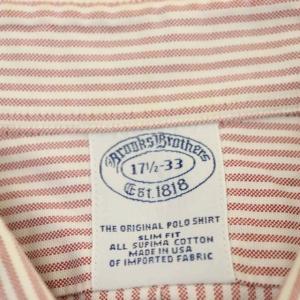 Brooks Brothers
17½-33
Est. 1818
THE ORIGINAL POLO SHIRT
SLIM FIT
ALL SUPIMA COTTON
MADE IN USA
OF IMPORTED FABRIC